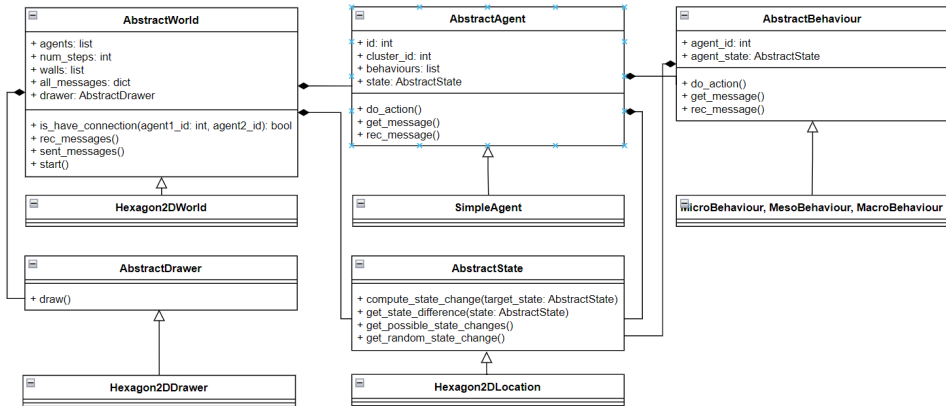 AbstractWorld
+ agents: list
+ num_steps: int
+ walls: list
+ all_messages: dict
+ drawer: AbstractDrawer
+ is_have_connection(agent1_id: int, agent2_id): bool
+ rec_messages()
+ sent_messages()
+ start()
AbstractAgent
+ id: int
+ cluster_id: int
+ behaviours: list
+ state: AbstractState
+ do_action()
+ get_message()
+ rec_message()
AbstractBehaviour
+ agent_id: int
+ agent_state: AbstractState
+ do_action()
+ get_message()
+ rec_message()
Hexagon2DWorld
SimpleAgent
MicroBehaviour, MesoBehaviour, MacroBehaviour
AbstractDrawer
+ draw()
AbstractState
+ compute_state_change(target_state: AbstractState)
+ get_state_difference(state: AbstractState)
+ get_possible_state_changes()
+ get_random_state_change()
Hexagon2DDrawer
Hexagon2DLocation